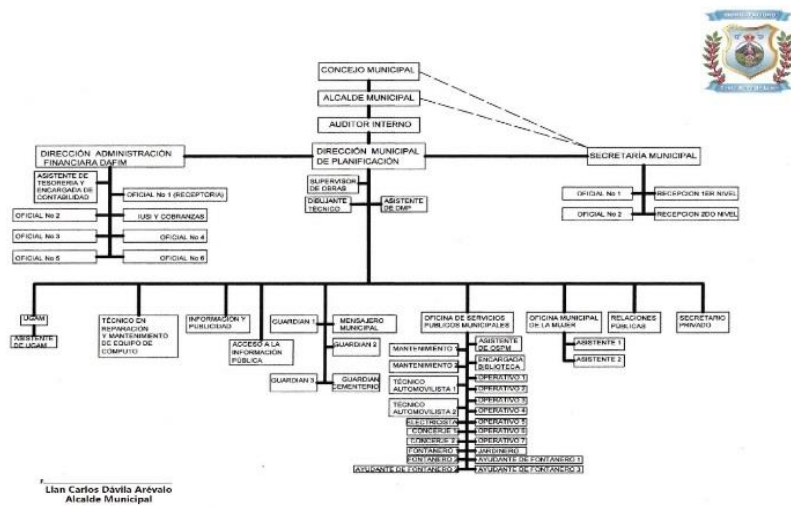 CONCEJO MUNICIPAL
ALCALDE MUNICIPAL
AUDITOR INTERNO
DIRECCIÓN ADMINISTRACIÓN
FINANCIARA DAFIM
DIRECCIÓN MUNICIPAL
DE PLANIFICACIÓN
SECRETARÍA MUNICIPAL
ASISTENTE DE
TESORERIA Y
ENCARGADA DE
CONTABILIDAD
OFICIAL No 1 (RECEPTORIA)
OFICIAL No 2
IUSI Y COBRANZAS
OFICIAL No 3
OFICIAL No 4
OFICIAL No 5
OFICIAL No 6
SUPERVISOR
DE OBRAS
DIBUJANTE
TÉCNICO
ASISTENTE
DE DMP
OFICIAL No 1
RECEPCION 1ER NIVEL
OFICIAL No 2
RECEPCION 2DO NIVEL
UGAM
ASISTENTE
DE UGAM
TÉCNICO EN
REPARACIÓN
Y MANTENIMIENTO
DE EQUIPO DE
CÓMPUTO
INFORMACIÓN Y
PUBLICIDAD
ACCESO A LA
INFORMACIÓN
PÚBLICA
GUARDIAN 1
MENSAJERO
MUNICIPAL
GUARDIAN 2
GUARDIAN 3
GUARDIAN
CEMENTERIO
OFICINA DE SERVICIOS
PUBLICOS MUNICIPALES
ASISTENTE
DE OSPM
MANTENIMIENTO
ENCARGADA
BIBLIOTECA
MANTENIMIENTO 2
TÉCNICO
AUTOMOVILISTA 1
OPERATIVO 1
OPERATIVO 2
TÉCNICO
AUTOMOVILISTA 2
OPERATIVO 3
OPERATIVO 4
ELECTRICISTA
OPERATIVO 5
CONCERJE 1
OPERATIVO 6
CONCERJE 2
OPERATIVO 7
FONTANERO 1
JARDINERO
FONTANERO 2
AYUDANTE DE FONTANERO 1
AYUDANTE DE FONTANERO 2
AYUDANTE DE FONTANERO 3
OFICINA MUNICIPAL
DE LA MUJER
ASISTENTE 1
ASISTENTE 2
RELACIONES
PÚBLICAS
SECRETARIO
PRIVADO
Llan Carlos Dávila Arévalo
Alcalde Municipal